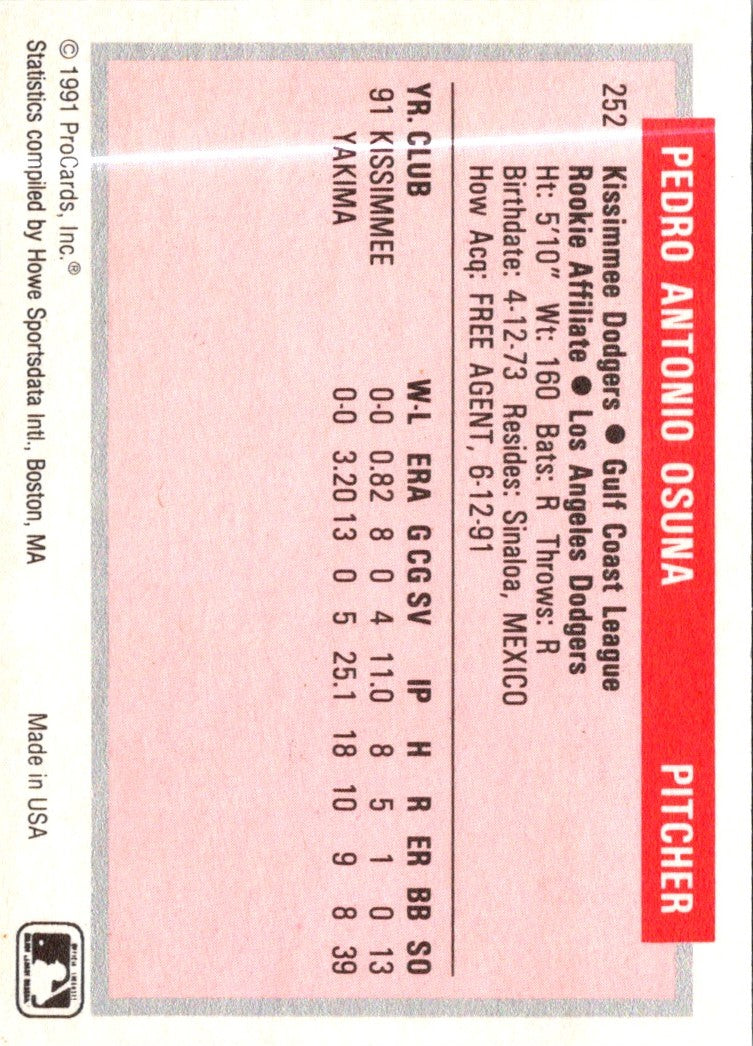 PEDRO ANTONIO OSUNA PITCHER
252 Kissimmee Dodgers ● Gulf Coast League
Rookie Affiliate ● Los Angeles Dodgers
Ht: 5'10" Wt: 160 Bats: R Throws: R
Birthdate: 4-12-73 Resides: Sinaloa, MEXICO
How Acq: FREE AGENT, 6-12-91
YR. CLUB W-L ERA G CG SV IP H R ER BB SO
91 KISSIMMEE 0-0 0.82 8 0 4 11.0 8 5 1 0 13
YAKIMA 0-0 3.20 13 0 5 25.1 18 10 9 8 39
© 1991 ProCards, Inc.®
Statistics compiled by Howe Sportsdata Intl., Boston, MA Made in USA